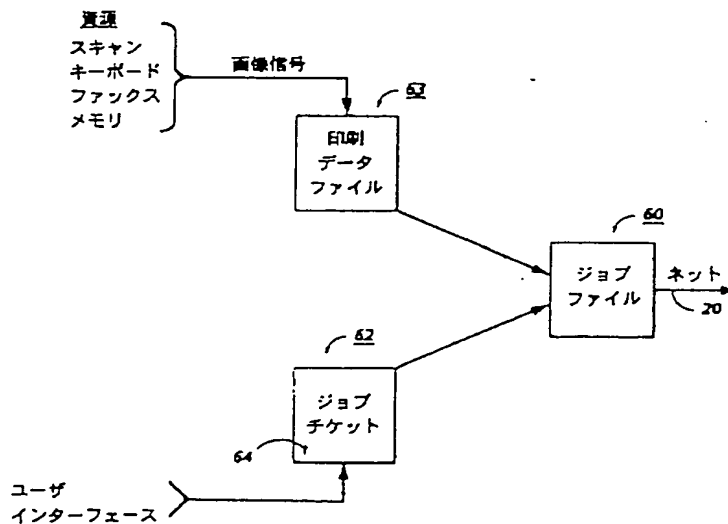 資源
スキャン
キーボード
ファックス
メモリ
画像信号
63
印刷
データ
ファイル
60
ジョブ
ファイル
ネット
20
62
ジョブ
チケット
64
ユーザ
インターフェース